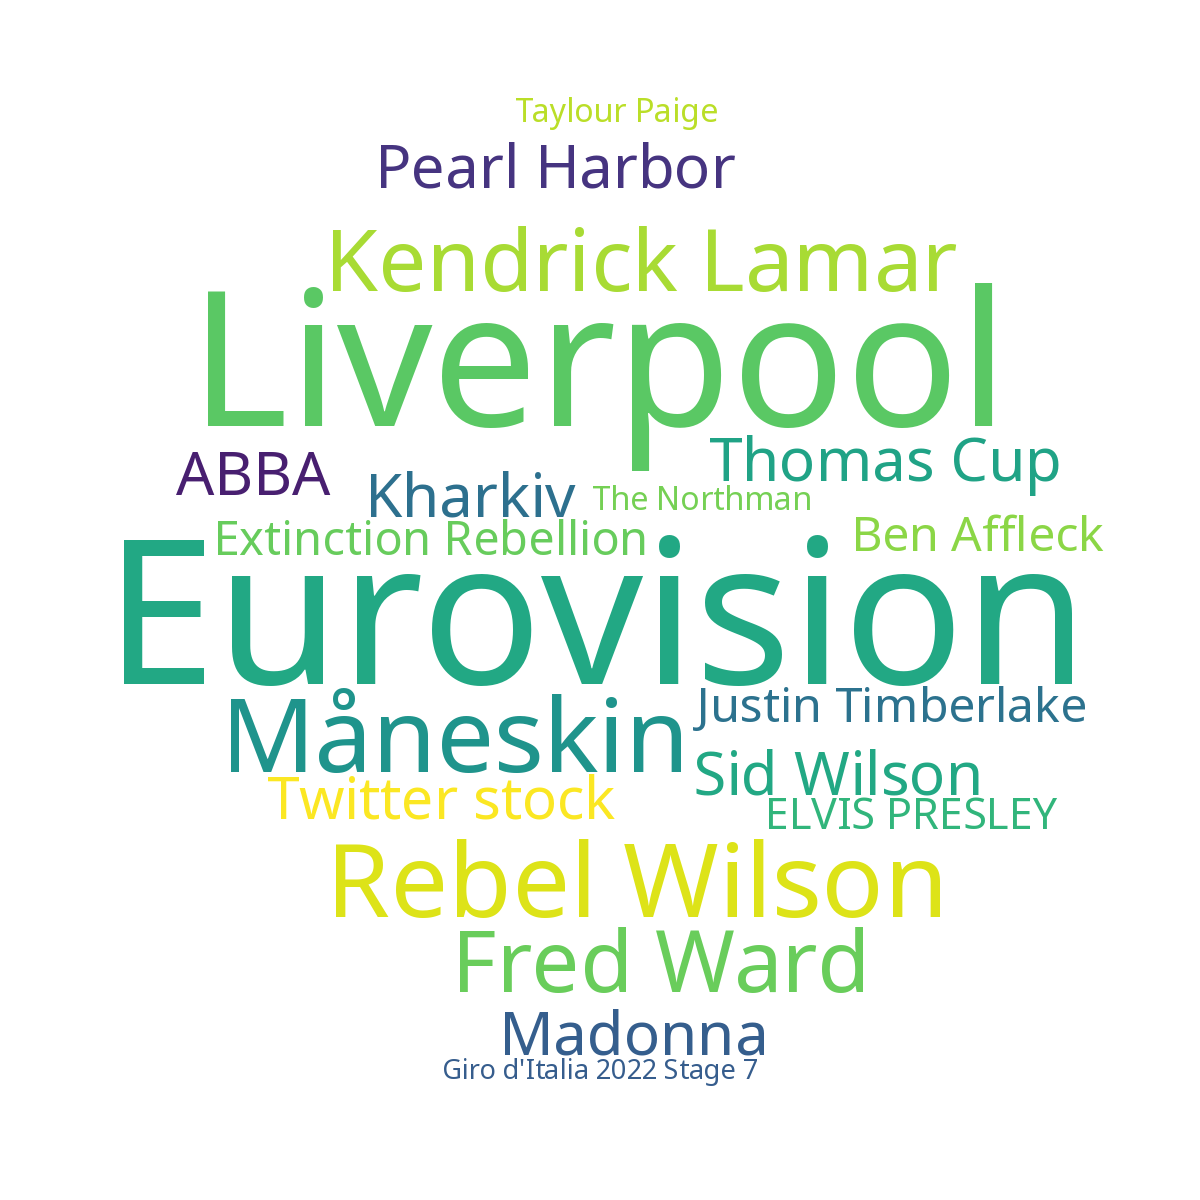 Taylour Paige
Pearl Harbor
Kendrick Lamar
Liverpool
Thomas Cup
ABBA
Kharkiv
The Northman
Extinction Rebellion
Ben Affleck
Eurovision
Måneskin
Justin Timberlake
Sid Wilson
Twitter stock
ELVIS PRESLEY
Rebel Wilson
Fred Ward
Madonna
Giro d'Italia 2022 Stage 7